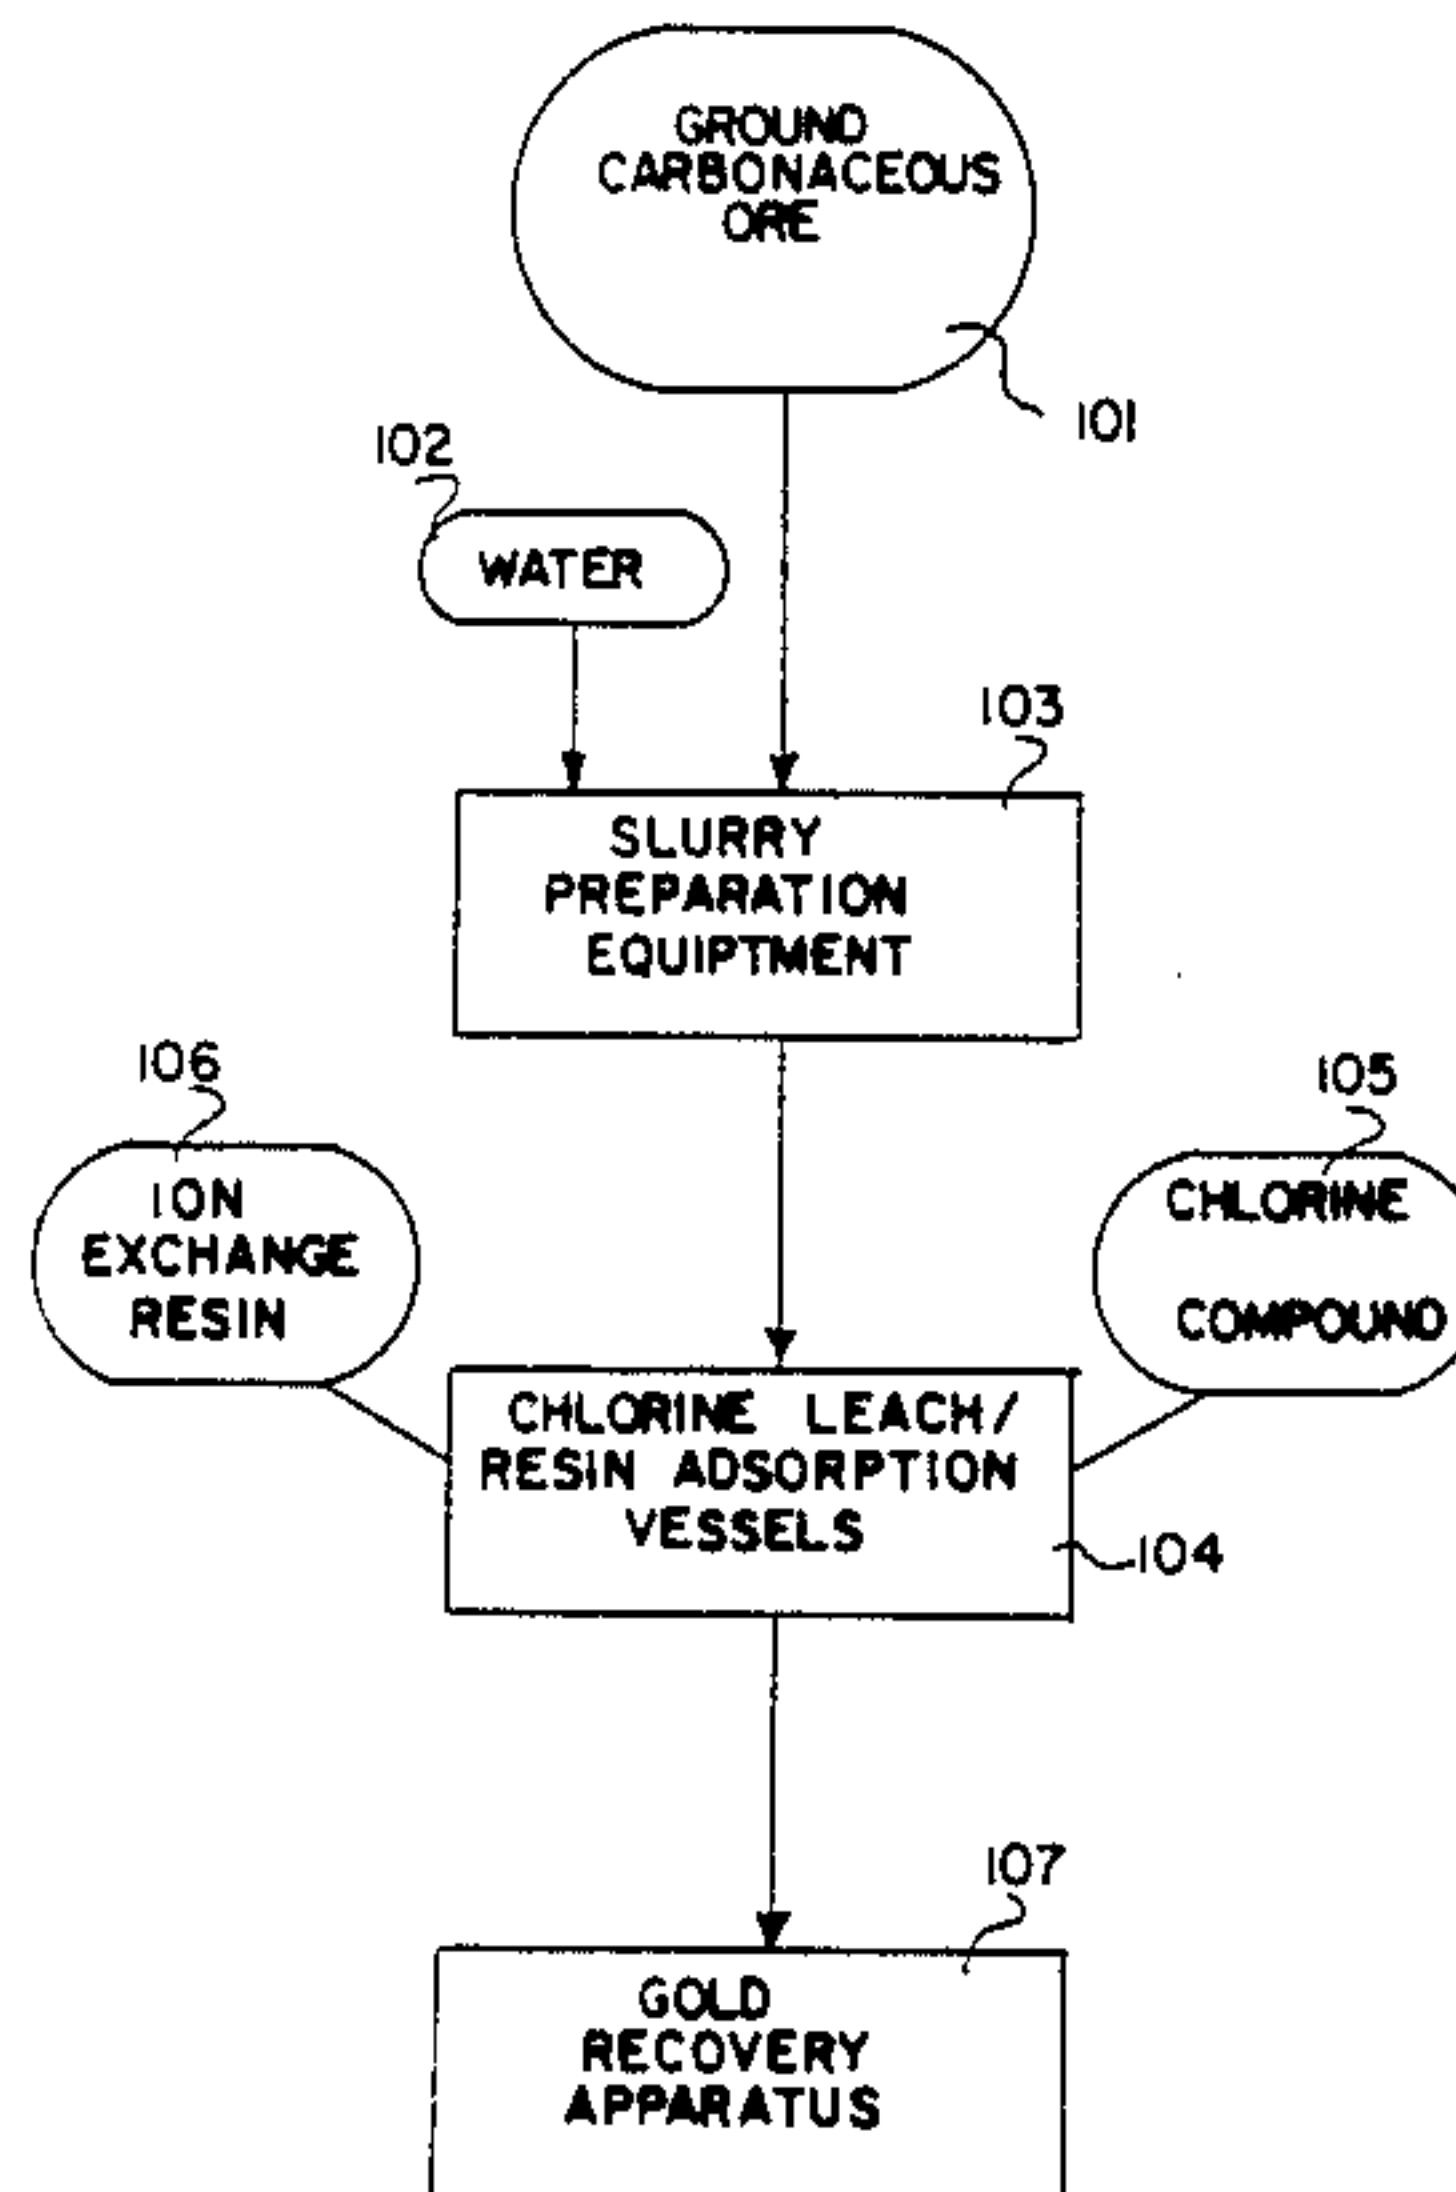 GROUND
CARBONACEOUS
ORE
101
102
WATER
103
SLURRY
PREPARATION
EQUIPTMENT
106
ION
EXCHANGE
RESIN
105
CHLORINE
COMPOUND
CHLORINE LEACH/
RESIN ADSORPTION
VESSELS
104
107
GOLD
RECOVERY
APPARATUS